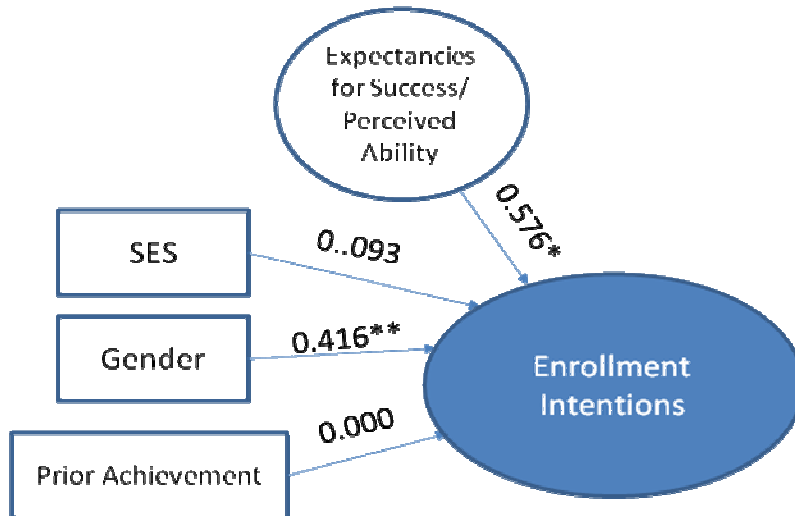 Expectancies
for Success/
Perceived
Ability
0.576*
SES
0..093
Gender
0.416**
Enrollment
Intentions
0.000
Prior Achievement